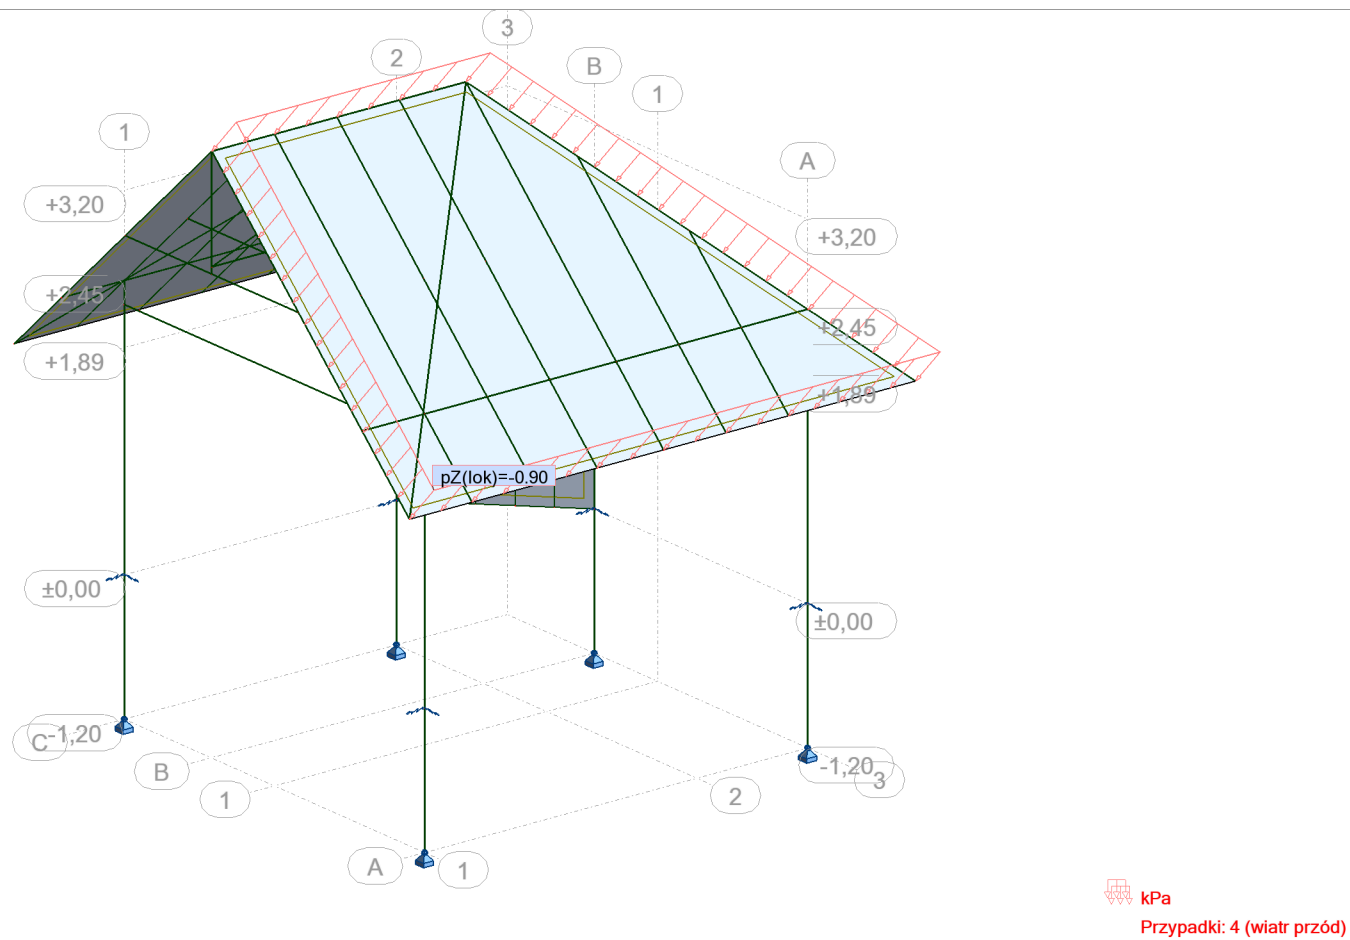 3
2
B
1
1
A
+3,20
+3,20
+2,45
+2,45
+1,89
+1,89
pZ(lok)=-0.90
±0,00
±0,00
C
-1,20
B
1
-1,20
3
2
A
1
kPa
Przypadki: 4 (wiatr przód)